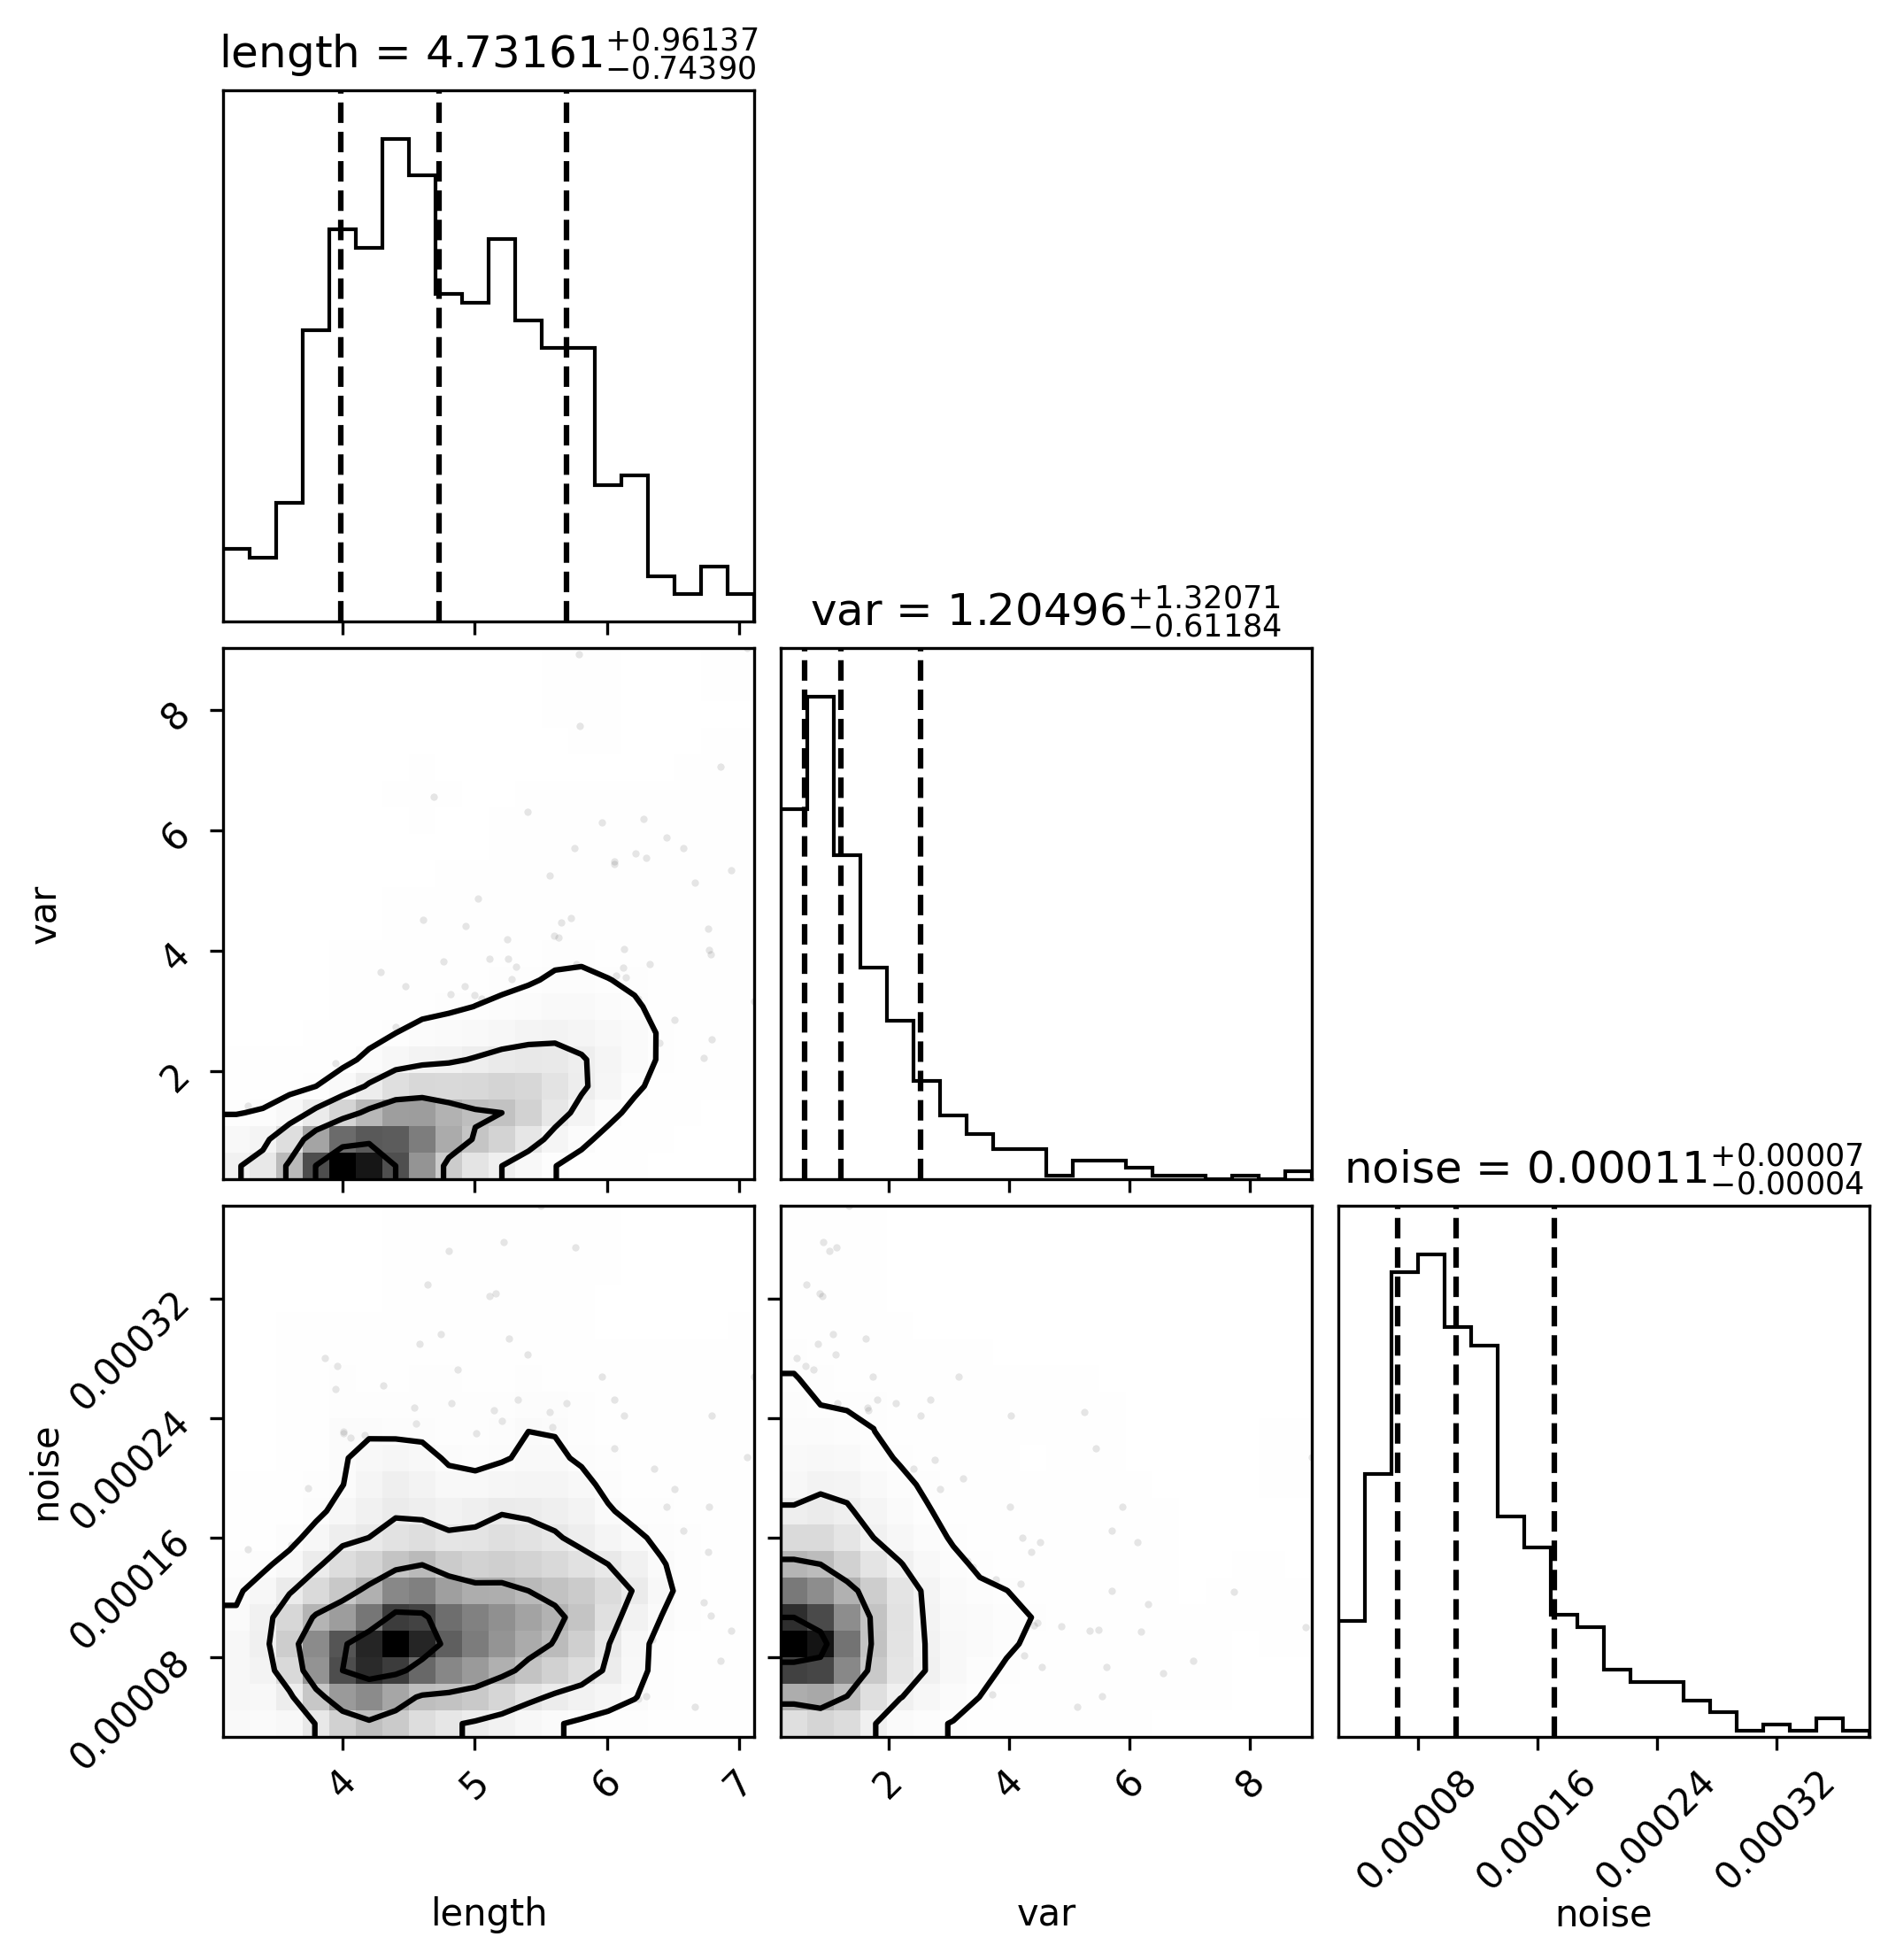 length = 4.73161 +0.96137 −0.74390
var = 1.20496 +1.32071 −0.61184
8
6
4
2
var
noise = 0.00011 +0.00007 −0.00004
0.00032
0.00024
0.00016
0.00008
noise
4 5 6 7
2 4 6 8
0.00008 0.00016 0.00024 0.00032
length var noise